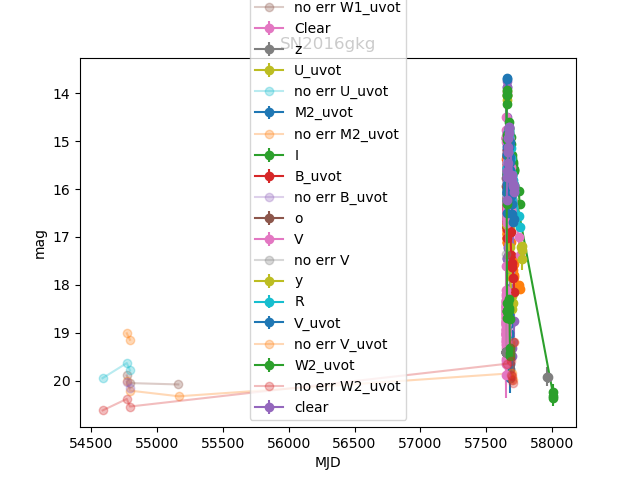 no err W1_uvot
Clear
SN2016gkg
z
U_uvot
no err U_uvot
M2_uvot
no err M2_uvot
I
B_uvot
no err B_uvot
o
V
no err V
y
R
V_uvot
no err V_uvot
W2_uvot
no err W2_uvot
clear
mag
14
15
16
17
18
19
20
54500 55000 55500 56000 56500 57000 57500 58000
MJD